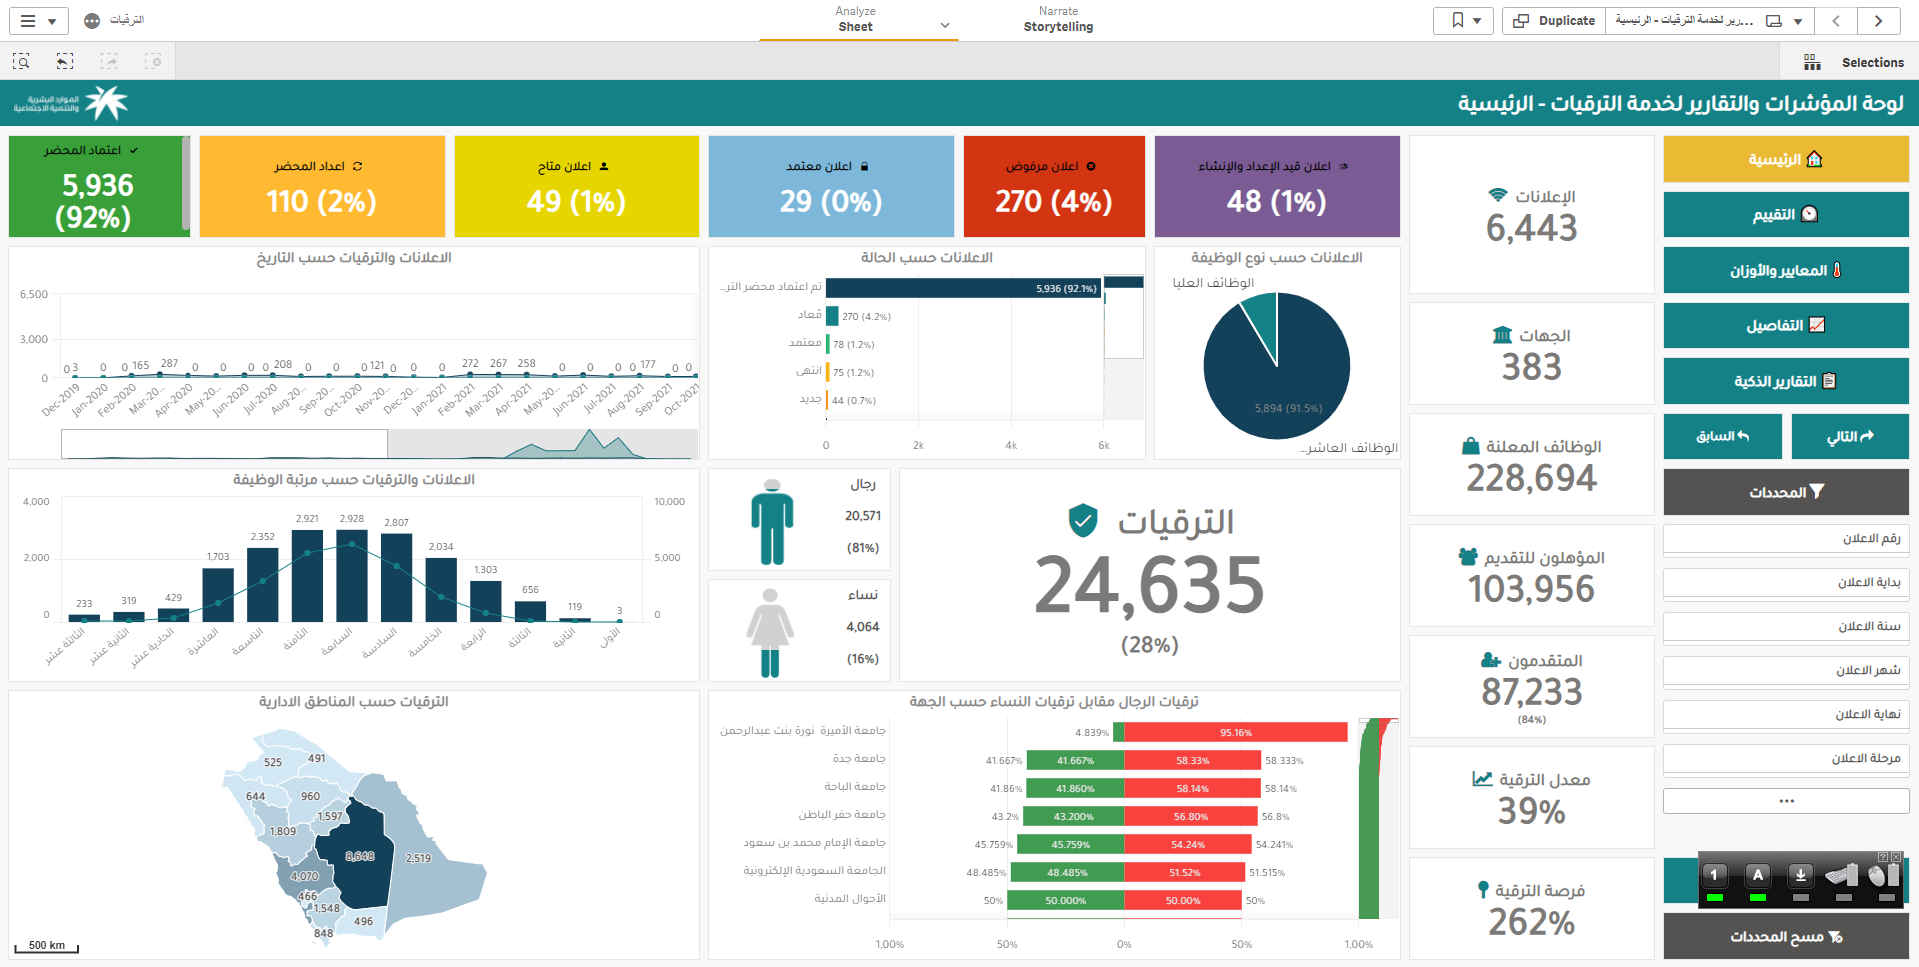 الترقيات
Analyze
Sheet
Narrate
Storytelling
Duplicate
...رير لخدمة الترقيات - الرئيسية
Selections
الموارد البشرية
والتنمية الاجتماعية
لوحة المؤشرات والتقارير لخدمة الترقيات - الرئيسية
اعتماد المحضر
5,936
(92%)
اعداد المحضر
110 (2%)
اعلان متاح
49 (1%)
اعلان معتمد
29 (0%)
اعلان مرفوض
270 (4%)
اعلان قيد الإعداد والإنشاء
48 (1%)
الإعلانات
6,443
الجهات
383
الوظائف المعلنة
228,694
المؤهلون للتقديم
103,956
المتقدمون
87,233
(84%)
معدل الترقية
39%
فرصة الترقية
262%
الرئيسية
التقييم
المعايير والأوزان
التفاصيل
التقارير الذكية
السابق
التالي
المحددات
رقم الاعلان
بداية الاعلان
سنة الاعلان
شهر الاعلان
نهاية الاعلان
مرحلة الاعلان
...
1
A
مسح المحددات
الاعلانات والترقيات حسب التاريخ
6,500
3,000
0
0 3 0 0 165 287 0 0 0 0 208 0 0 0 121 0 0 0 272 267 258 0 0 0 0 177 0 0
Dec-2019
Jan-2020
Feb-2020
Mar-20...
Apr-2020
May-20...
Jun-2020
Jul-2020
Aug-20...
Sep-20...
Oct-2020
Nov-20...
Dec-20...
Jan-2021
Feb-2021
Mar-2021
Apr-2021
May-20...
Jun-2021
Jul-2021
Aug-2021
Sep-2021
Oct-2021
الاعلانات حسب الحالة
تم اعتماد محضر التر...
5,936 (92.1%)
مُعاد
270 (4.2%)
معتمد
78 (1.2%)
انتهى
75 (1.2%)
جديد
44 (0.7%)
0 2k 4k 6k
الاعلانات حسب نوع الوظيفة
الوظائف العليا
5,894 (91.5%)
الوظائف العاشر...
الاعلانات والترقيات حسب مرتبة الوظيفة
4,000
2,000
0
10,000
5,000
0
233 319 429 1,703 2,352 2,921 2,928 2,807 2,034 1,303 656 119 3
الثالثة عشر
الثانية عشر
الحادية عشر
العاشرة
التاسعة
الثامنة
السابعة
السادسة
الخامسة
الرابعة
الثالثة
الثانية
الأولى
رجال
20,571
(81%)
نساء
4,064
(16%)
الترقيات
24,635
(28%)
الترقيات حسب المناطق الادارية
525
491
644
960
1,597
1,809
8,648
2,519
4,070
466
1,548
496
848
500 km
ترقيات الرجال مقابل ترقيات النساء حسب الجهة
جامعة الأميرة نورة بنت عبدالرحمن
4.839% 95.16%
جامعة جدة
41.667% 41.667% 58.33% 58.333%
جامعة الباحة
41.86% 41.860% 58.14% 58.14%
جامعة حفر الباطن
43.2% 43.200% 56.80% 56.8%
جامعة الإمام محمد بن سعود
45.759% 45.759% 54.24% 54.241%
الجامعة السعودية الإلكترونية
48.485% 48.485% 51.52% 51.515%
الأحوال المدنية
50% 50.000% 50.00% 50%
1,00% 50% 0% 50% 1,00%